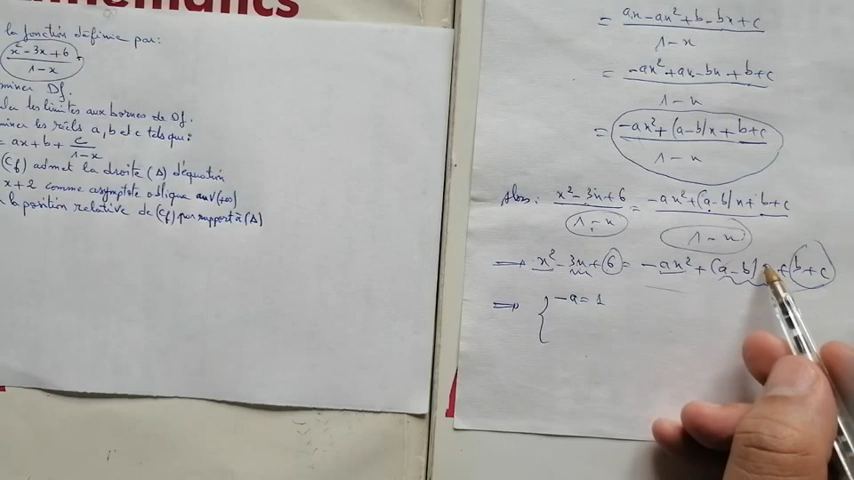 la fonction définie par:
x² - 3x + 6
1 - x
Df.
les limites aux bornes de Df.
les réels a, b et c tels que:
= ax + b + c
1 - x
(Cf) admet la droite (Δ) d'équation
x + 2 comme asymptote oblique au V(+∞)
la position relative de (Cf) par rapport à (Δ)
= ax - ax² + b - bx + c
1 - x
= -ax² + ax - bx + b + c
1 - x
= -ax² + (a - b)x + b + c
1 - x
Alors: x² - 3x + 6 = -ax² + (a - b)x + b + c
1 - x 1 - x
⟹ x² - 3x + 6 = -ax² + (a - b) + b + c
⟹ { -a = 1